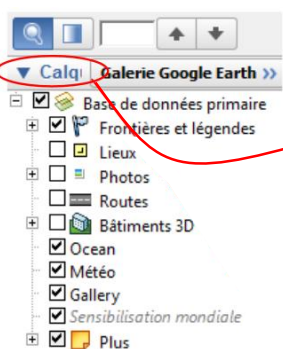 ▼ Calqu Galerie Google Earth >>
Base de données primaire
Frontières et légendes
Lieux
Photos
Routes
Bâtiments 3D
Ocean
Météo
Gallery
Sensibilisation mondiale
Plus